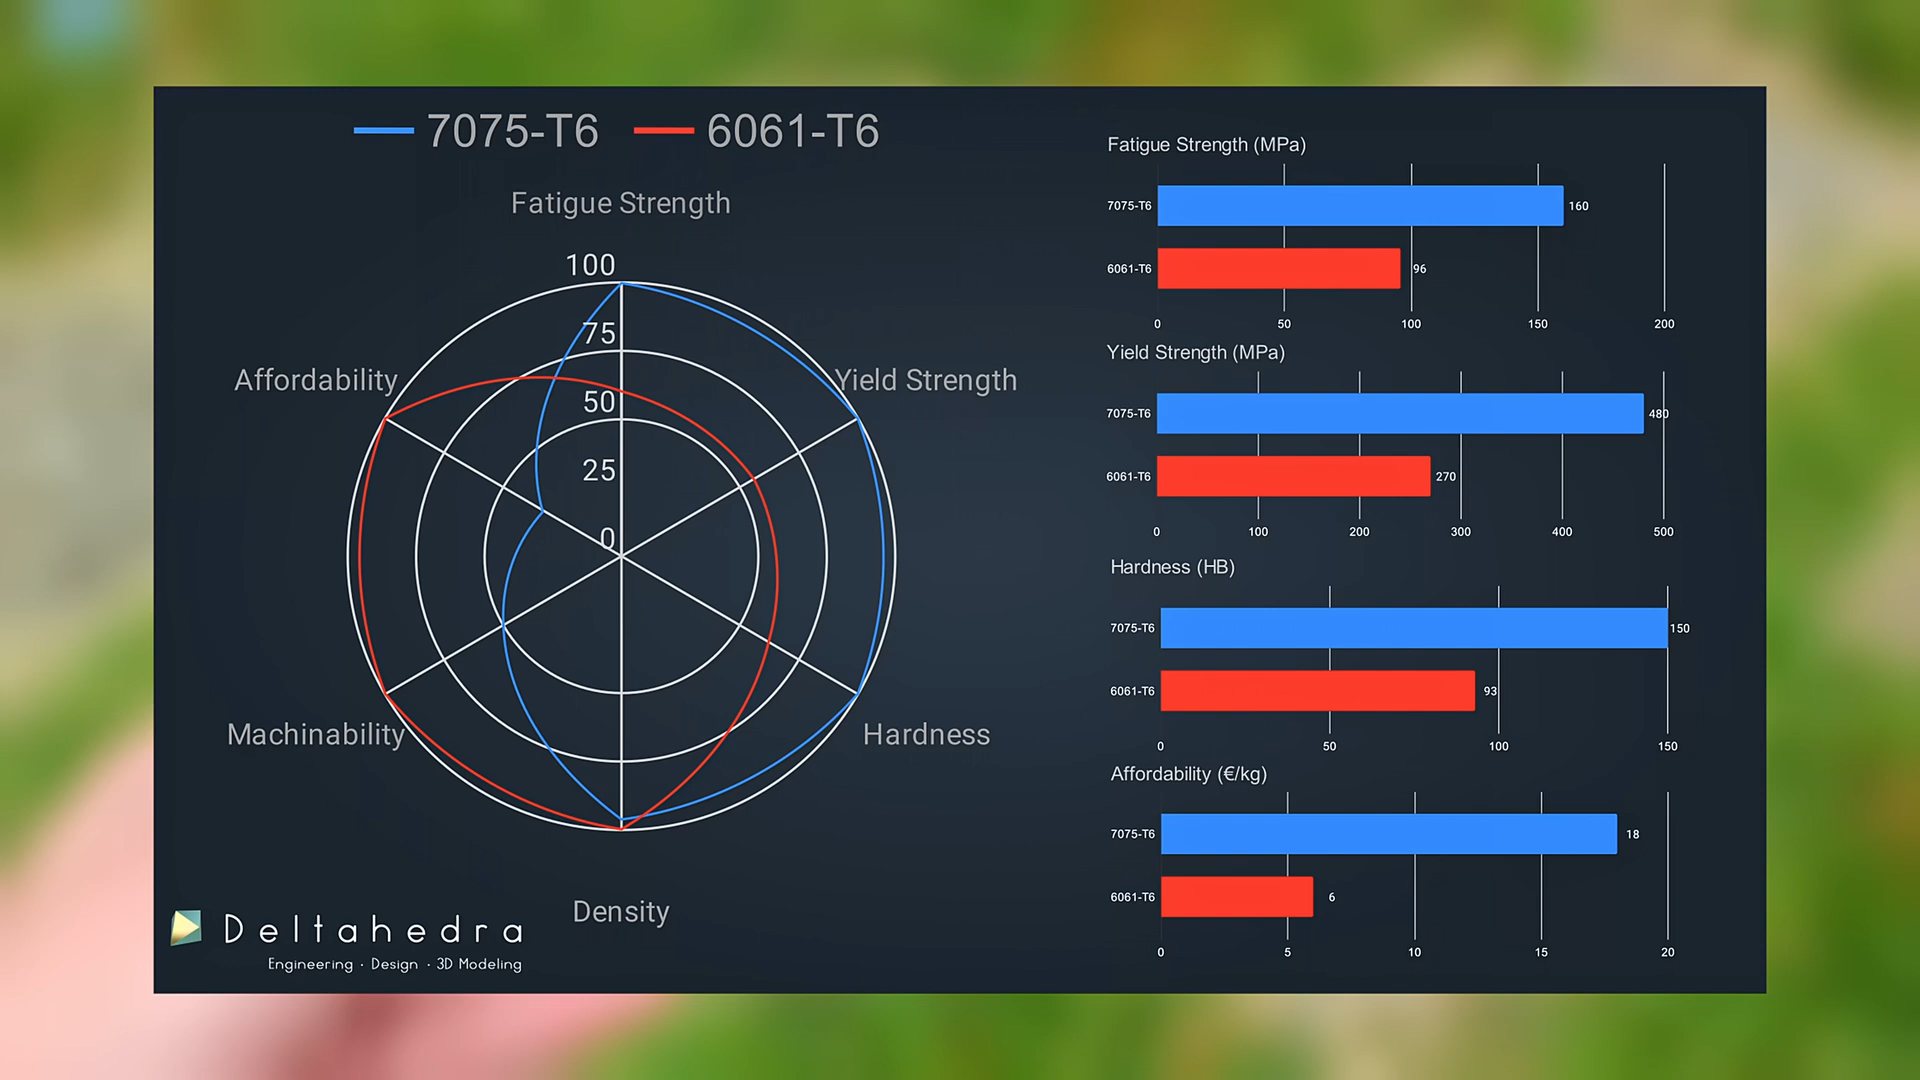 7075-T6 6061-T6
Fatigue Strength
100
75
50
25
0
Affordability
Yield Strength
Machinability
Hardness
Density
Deltahedra
Engineering · Design · 3D Modeling
Fatigue Strength (MPa)
7075-T6 160
6061-T6 96
0 50 100 150 200
Yield Strength (MPa)
7075-T6 480
6061-T6 270
0 100 200 300 400 500
Hardness (HB)
7075-T6 150
6061-T6 93
0 50 100 150
Affordability (€/kg)
7075-T6 18
6061-T6 6
0 5 10 15 20